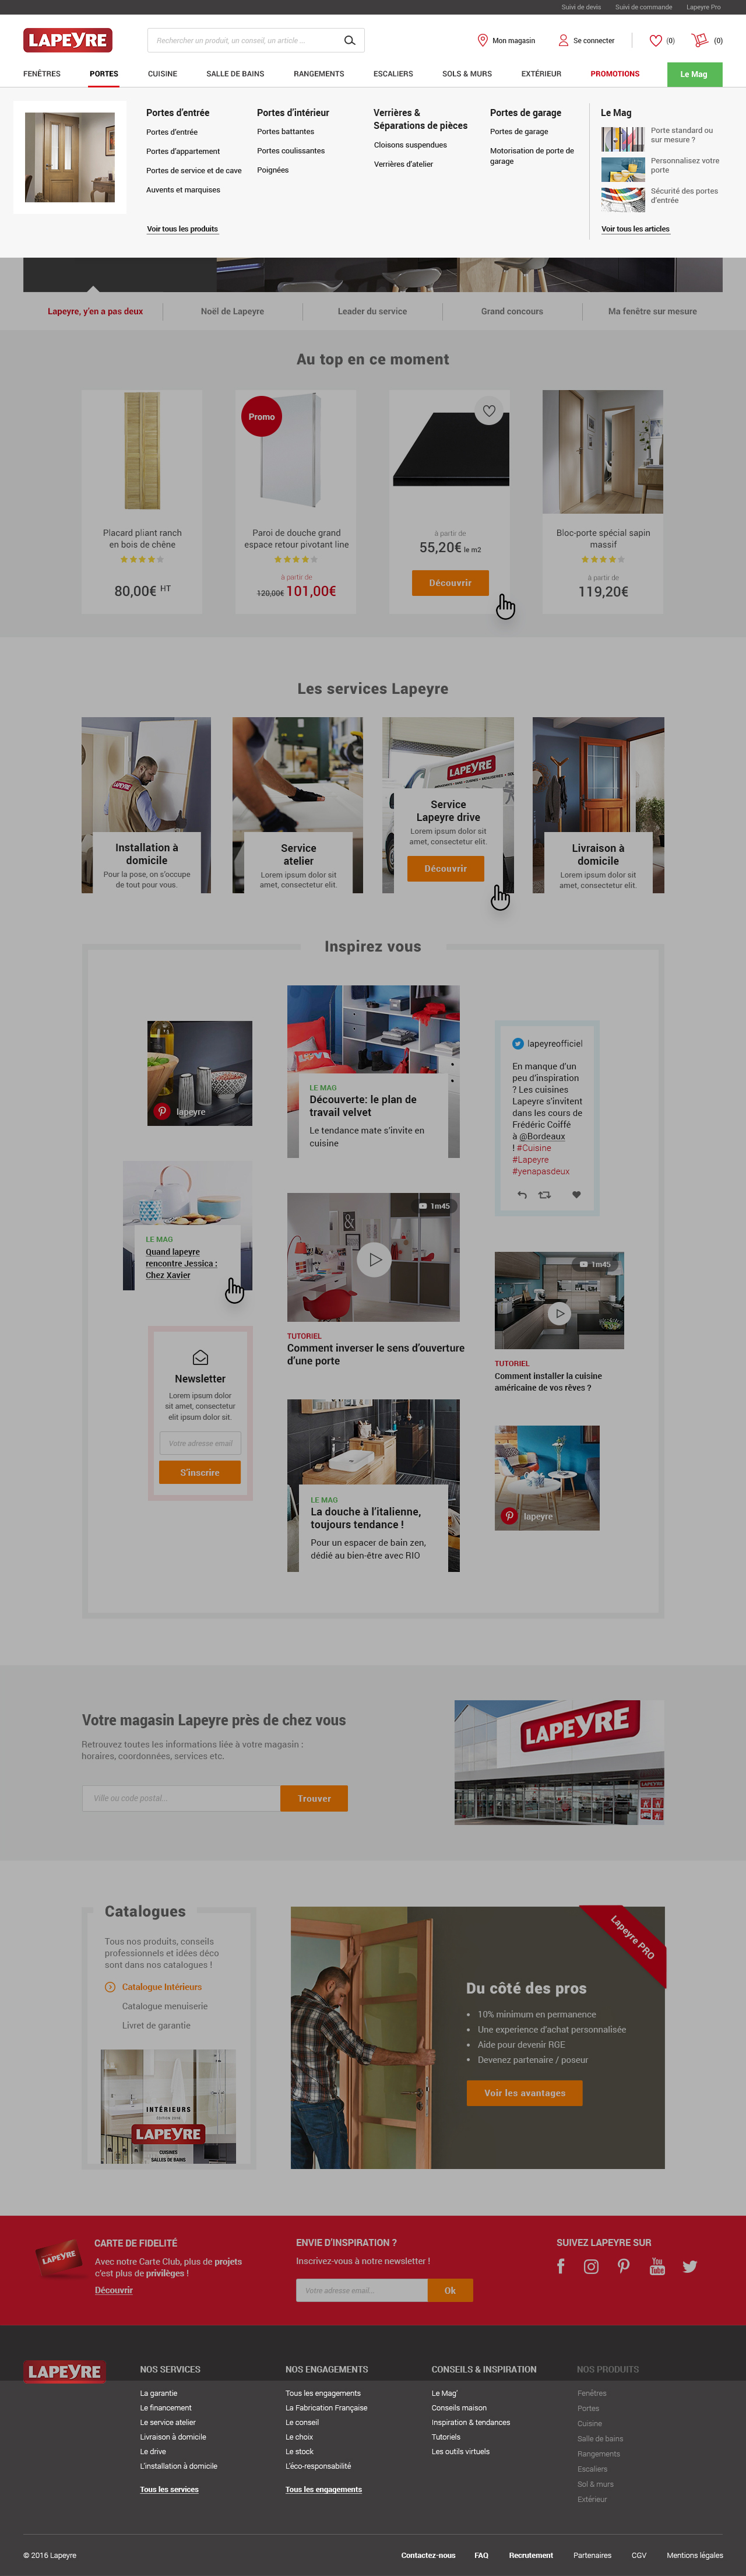 Suivi de devis
Suivi de commande
Lapeyre Pro
LAPEYRE
Rechercher un produit, un conseil, un article ...
Mon magasin
Se connecter
(0)
(0)
FENÊTRES
PORTES
CUISINE
SALLE DE BAINS
RANGEMENTS
ESCALIERS
SOLS & MURS
EXTÉRIEUR
PROMOTIONS
Le Mag
Portes d'entrée
Portes d'entrée
Portes d'appartement
Portes de service et de cave
Auvents et marquises
Voir tous les produits
Portes d'intérieur
Portes battantes
Portes coulissantes
Poignées
Verrières &
Séparations de pièces
Cloisons suspendues
Verrières d'atelier
Portes de garage
Portes de garage
Motorisation de porte de
garage
Le Mag
Porte standard ou
sur mesure ?
Personnalisez votre
porte
Sécurité des portes
d'entrée
Voir tous les articles
Lapeyre, y'en a pas deux
Noël de Lapeyre
Leader du service
Grand concours
Ma fenêtre sur mesure
Au top en ce moment
Placard pliant ranch
en bois de chêne
80,00€ HT
Promo
Paroi de douche grand
espace retour pivotant line
à partir de
120,00€ 101,00€
à partir de
55,20€ le m2
Découvrir
Bloc-porte spécial sapin
massif
à partir de
119,20€
Les services Lapeyre
Installation à
domicile
Pour la pose, on s'occupe
de tout pour vous.
Service
atelier
Lorem ipsum dolor sit
amet, consectetur elit.
LAPEYRE
Service
Lapeyre drive
Lorem ipsum dolor sit
amet, consectetur elit.
Découvrir
Livraison à
domicile
Lorem ipsum dolor sit
amet, consectetur elit.
Inspirez vous
lapeyre
LE MAG
Quand lapeyre
rencontre Jessica :
Chez Xavier
Newsletter
Lorem ipsum dolor
sit amet, consectetur
elit ipsum dolor sit.
Votre adresse email
S'inscrire
LE MAG
Découverte: le plan de
travail velvet
Le tendance mate s'invite en
cuisine
1m45
TUTORIEL
Comment inverser le sens d'ouverture
d'une porte
LE MAG
La douche à l'italienne,
toujours tendance !
Pour un espacer de bain zen,
dédié au bien-être avec RIO
lapeyreofficiel
En manque d'un
peu d'inspiration
? Les cuisines
Lapeyre s'invitent
dans les cours de
Frédéric Coiffé
à @Bordeaux
! #Cuisine
#Lapeyre
#yenapasdeux
1m45
TUTORIEL
Comment installer la cuisine
américaine de vos rêves ?
lapeyre
Votre magasin Lapeyre près de chez vous
Retrouvez toutes les informations liée à votre magasin :
horaires, coordonnées, services etc.
Ville ou code postal...
Trouver
LAPEYRE
LAPEYRE
Catalogues
Tous nos produits, conseils
professionnels et idées déco
sont dans nos catalogues !
Catalogue Intérieurs
Catalogue menuiserie
Livret de garantie
INTÉRIEURS
LAPEYRE
CUISINES
SALLES DE BAINS
Lapeyre PRO
Du côté des pros
• 10% minimum en permanence
• Une experience d'achat personnalisée
• Aide pour devenir RGE
• Devenez partenaire / poseur
Voir les avantages
LAPEYRE
CARTE DE FIDELITÉ
Avec notre Carte Club, plus de projets
c'est plus de privilèges !
Découvrir
ENVIE D'INSPIRATION ?
Inscrivez-vous à notre newsletter !
Votre adresse email...
Ok
SUIVEZ LAPEYRE SUR
You
Tube
LAPEYRE
NOS SERVICES
La garantie
Le financement
Le service atelier
Livraison à domicile
Le drive
L'installation à domicile
Tous les services
NOS ENGAGEMENTS
Tous les engagements
La Fabrication Française
Le conseil
Le choix
Le stock
L'éco-responsabilité
Tous les engagements
CONSEILS & INSPIRATION
Le Mag'
Conseils maison
Inspiration & tendances
Tutoriels
Les outils virtuels
NOS PRODUITS
Fenêtres
Portes
Cuisine
Salle de bains
Rangements
Escaliers
Sol & murs
Extérieur
© 2016 Lapeyre
Contactez-nous
FAQ
Recrutement
Partenaires
CGV
Mentions légales